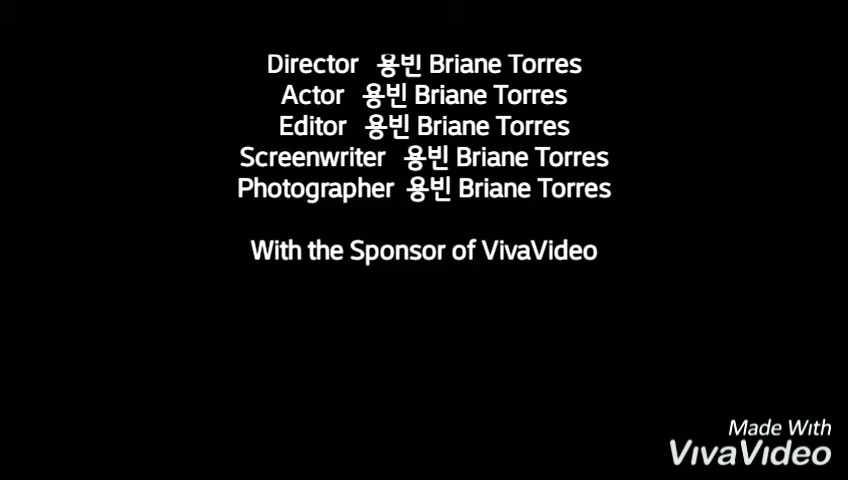 Director 용빈 Briane Torres
Actor 용빈 Briane Torres
Editor 용빈 Briane Torres
Screenwriter 용빈 Briane Torres
Photographer 용빈 Briane Torres
With the Sponsor of VivaVideo
Made With
VivaVideo